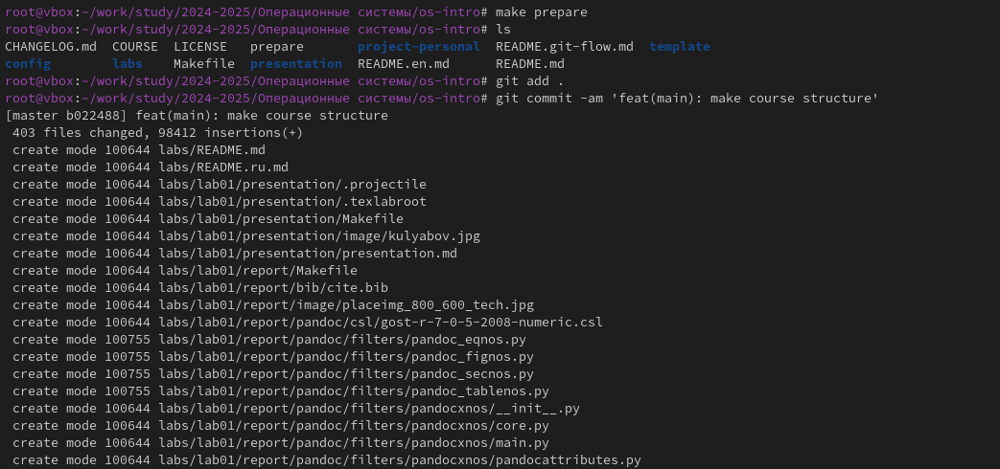 root@vbox:~/work/study/2024-2025/Операционные системы/os-intro# make prepare
root@vbox:~/work/study/2024-2025/Операционные системы/os-intro# ls
CHANGELOG.md  COURSE  LICENSE   prepare       project-personal  README.git-flow.md  template
config        labs    Makefile  presentation  README.en.md      README.md
root@vbox:~/work/study/2024-2025/Операционные системы/os-intro# git add .
root@vbox:~/work/study/2024-2025/Операционные системы/os-intro# git commit -am 'feat(main): make course structure'
[master b022488] feat(main): make course structure
 403 files changed, 98412 insertions(+)
 create mode 100644 labs/README.md
 create mode 100644 labs/README.ru.md
 create mode 100644 labs/lab01/presentation/.projectile
 create mode 100644 labs/lab01/presentation/.texlabroot
 create mode 100644 labs/lab01/presentation/Makefile
 create mode 100644 labs/lab01/presentation/image/kulyabov.jpg
 create mode 100644 labs/lab01/presentation/presentation.md
 create mode 100644 labs/lab01/report/Makefile
 create mode 100644 labs/lab01/report/bib/cite.bib
 create mode 100644 labs/lab01/report/image/placeimg_800_600_tech.jpg
 create mode 100644 labs/lab01/report/pandoc/csl/gost-r-7-0-5-2008-numeric.csl
 create mode 100755 labs/lab01/report/pandoc/filters/pandoc_eqnos.py
 create mode 100755 labs/lab01/report/pandoc/filters/pandoc_fignos.py
 create mode 100755 labs/lab01/report/pandoc/filters/pandoc_secnos.py
 create mode 100755 labs/lab01/report/pandoc/filters/pandoc_tablenos.py
 create mode 100644 labs/lab01/report/pandoc/filters/pandocxnos/__init__.py
 create mode 100644 labs/lab01/report/pandoc/filters/pandocxnos/core.py
 create mode 100644 labs/lab01/report/pandoc/filters/pandocxnos/main.py
 create mode 100644 labs/lab01/report/pandoc/filters/pandocxnos/pandocattributes.py